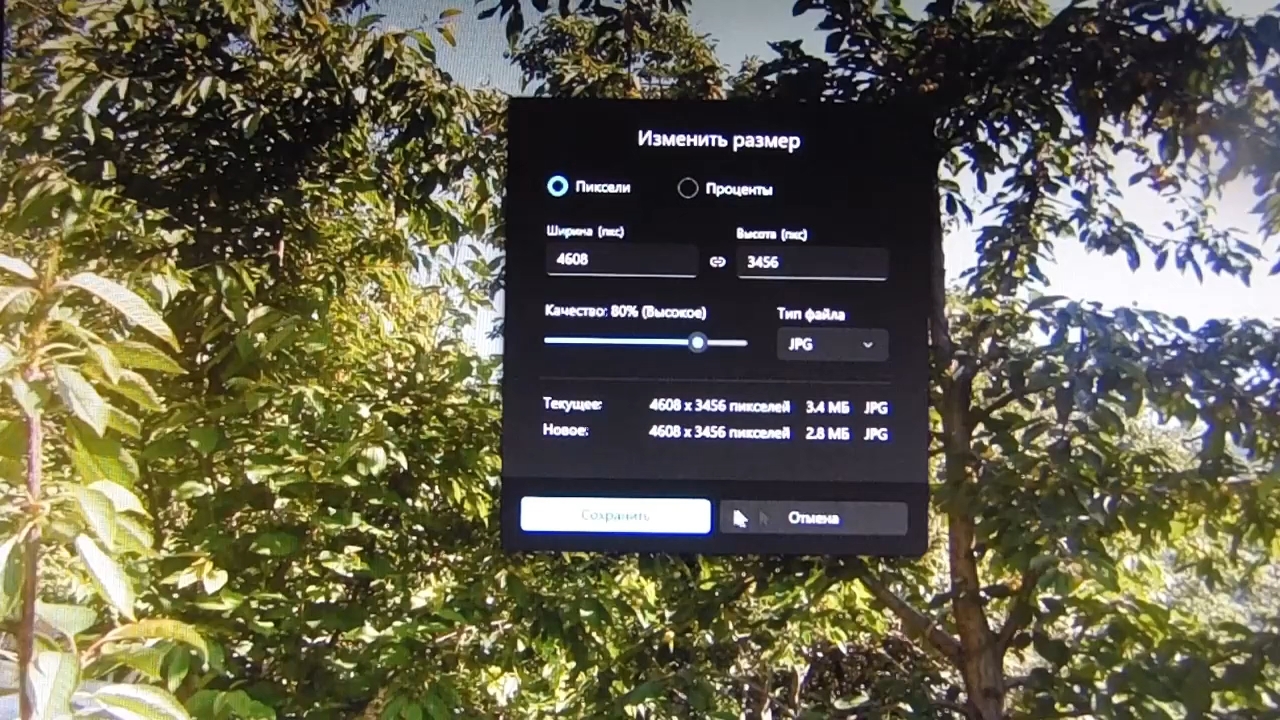 Изменить размер
Пиксели Проценты
Ширина (пкс) Высота (пкс)
4608 3456
Качество: 80% (Высокое) Тип файла
JPG
Текущее: 4608 x 3456 пикселей 3.4 МБ JPG
Новое: 4608 x 3456 пикселей 2.8 МБ JPG
Сохранить Отмена